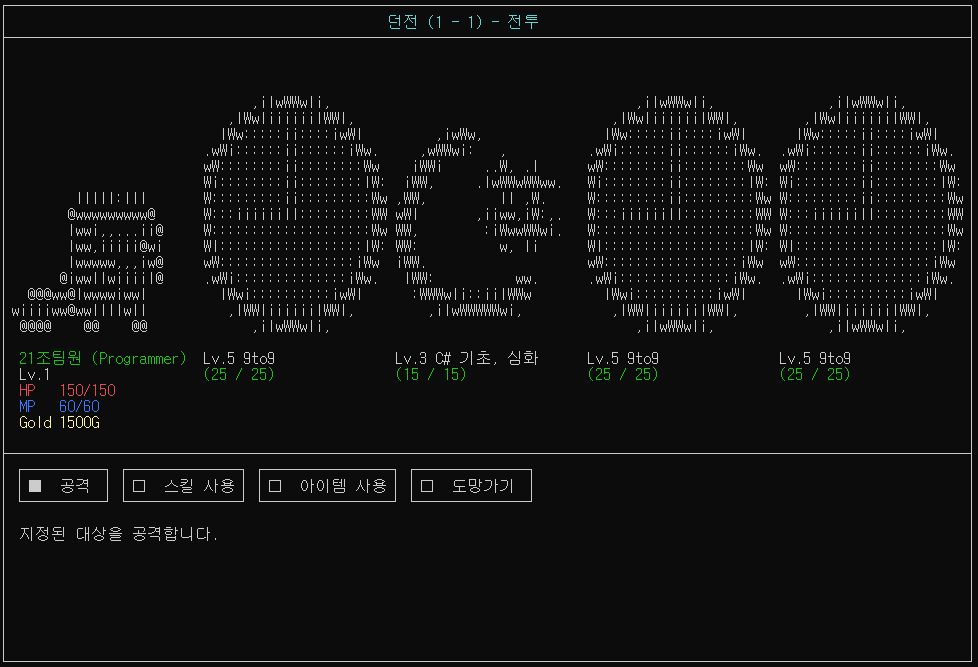 던전 (1 - 1) - 전투
21조팀원 (Programmer)
Lv.1
HP 150/150
MP 60/60
Gold 1500G
Lv.5 9to9
(25 / 25)
Lv.3 C# 기초, 심화
(15 / 15)
Lv.5 9to9
(25 / 25)
Lv.5 9to9
(25 / 25)
■ 공격 □ 스킬 사용 □ 아이템 사용 □ 도망가기
지정된 대상을 공격합니다.